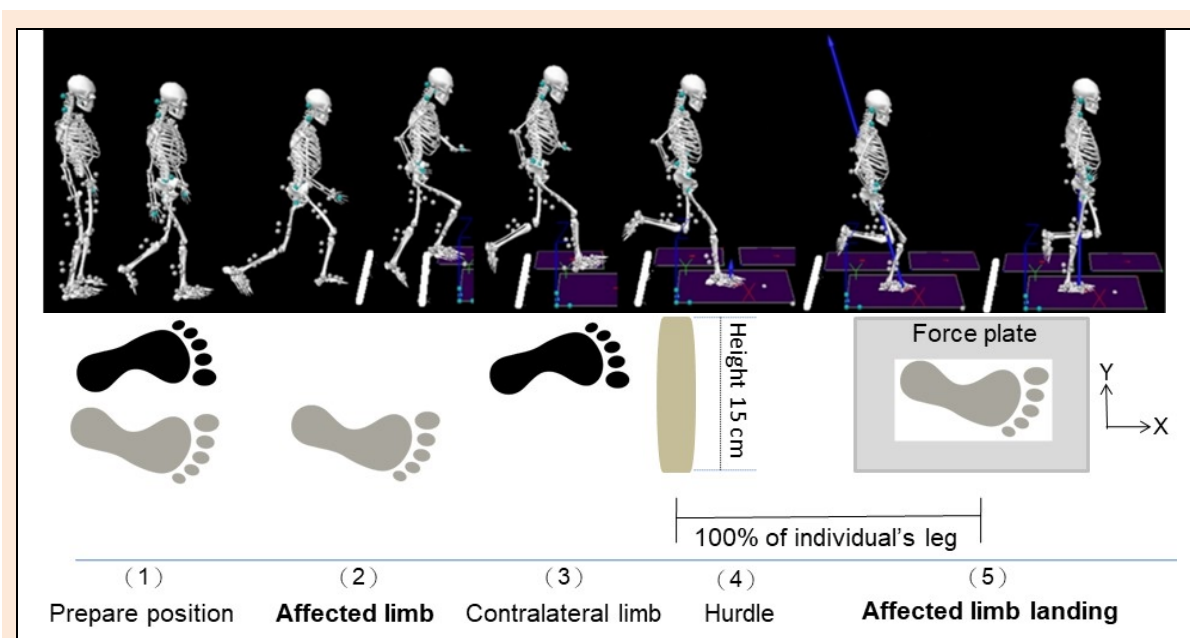 Z
Y
X
Y
X
Y
X
Y
X
Force plate
Height 15 cm
Y
X
100% of individual's leg
(1)
(2)
(3)
(4)
(5)
Prepare position
Affected limb
Contralateral limb
Hurdle
Affected limb landing